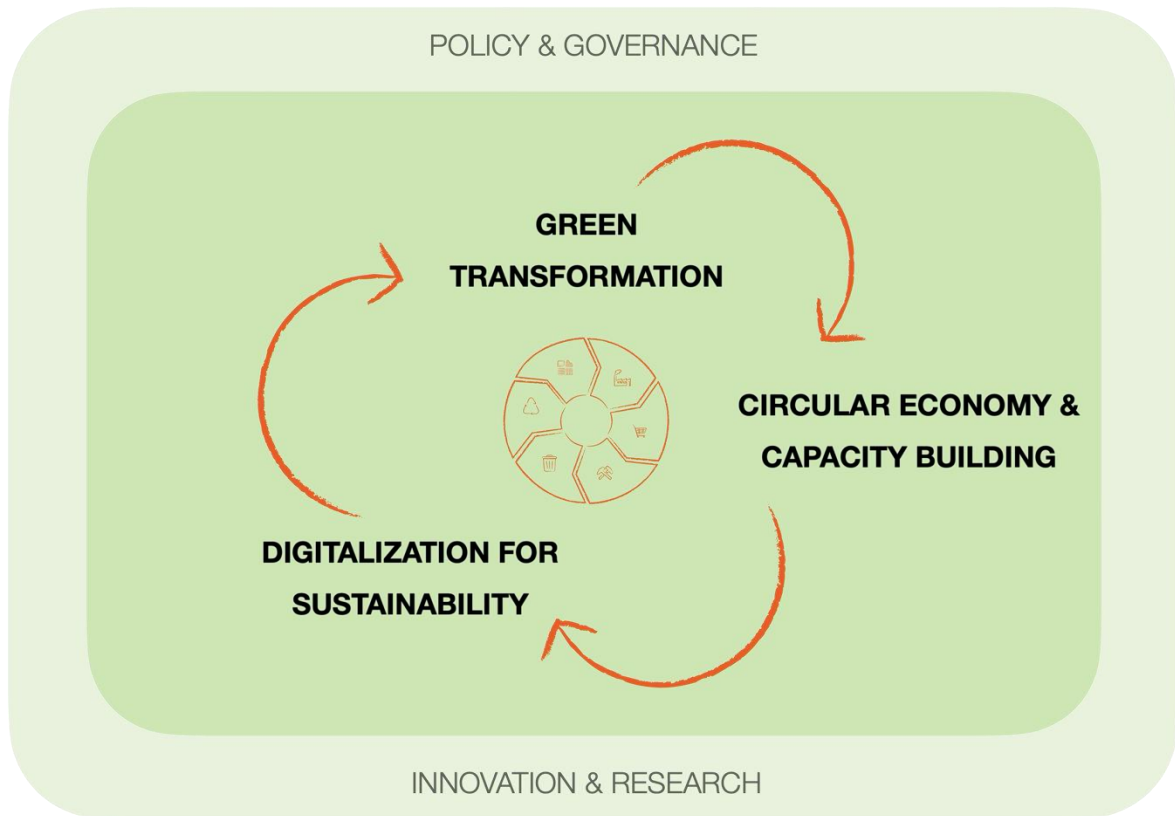 POLICY & GOVERNANCE
GREEN
TRANSFORMATION
CIRCULAR ECONOMY &
CAPACITY BUILDING
DIGITALIZATION FOR
SUSTAINABILITY
INNOVATION & RESEARCH